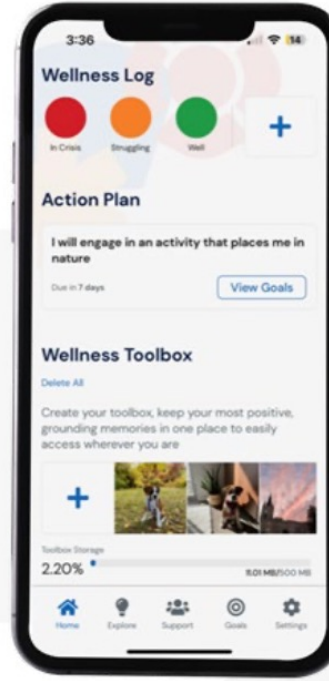 3:36
14
Wellness Log
In Crisis
Struggling
Well
+
Action Plan
I will engage in an activity that places me in
nature
Due in 7 days
View Goals
Wellness Toolbox
Delete All
Create your toolbox, keep your most positive,
grounding memories in one place to easily
access wherever you are
+
Toolbox Storage
2.20%
11.01 MB/500 MB
Home
Explore
Support
Goals
Settings